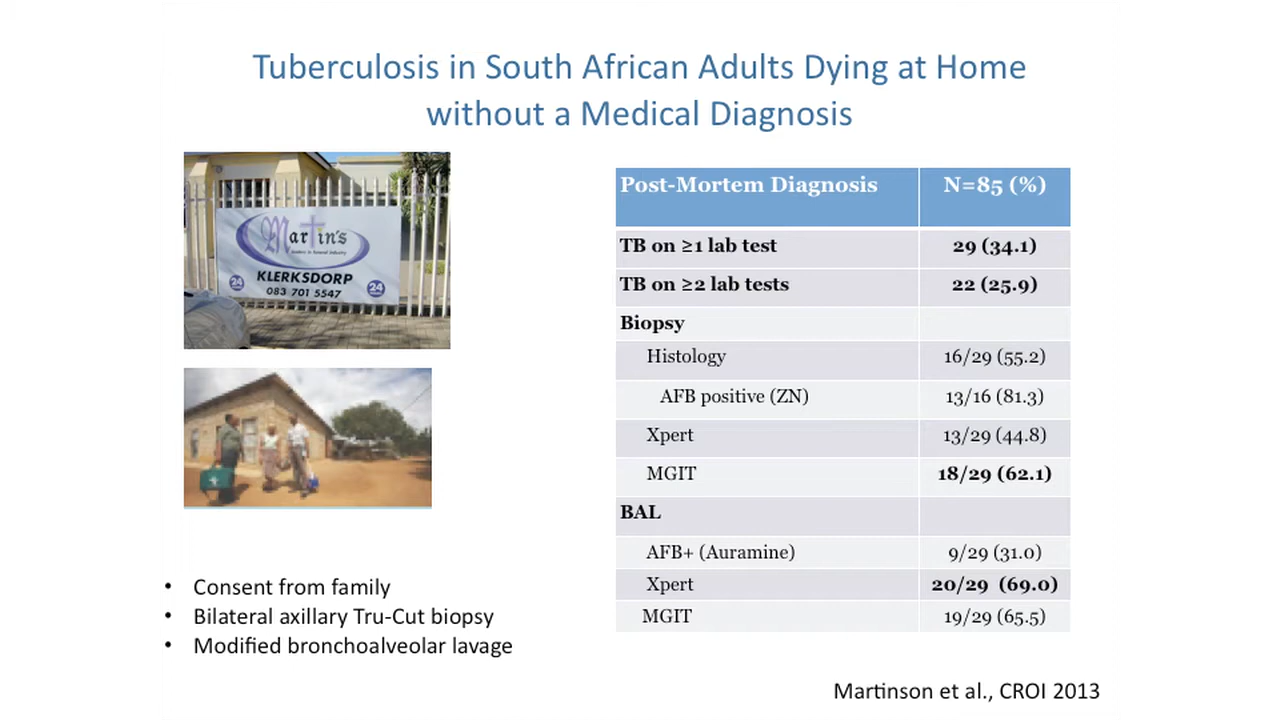 Tuberculosis in South African Adults Dying at Home
without a Medical Diagnosis
Martin's
KLERKSDORP
083 701 5547
24
24
Post-Mortem Diagnosis N=85 (%)
TB on ≥1 lab test 29 (34.1)
TB on ≥2 lab tests 22 (25.9)
Biopsy
Histology 16/29 (55.2)
AFB positive (ZN) 13/16 (81.3)
Xpert 13/29 (44.8)
MGIT 18/29 (62.1)
BAL
AFB+ (Auramine) 9/29 (31.0)
Xpert 20/29 (69.0)
MGIT 19/29 (65.5)
• Consent from family
• Bilateral axillary Tru-Cut biopsy
• Modified bronchoalveolar lavage
Martinson et al., CROI 2013